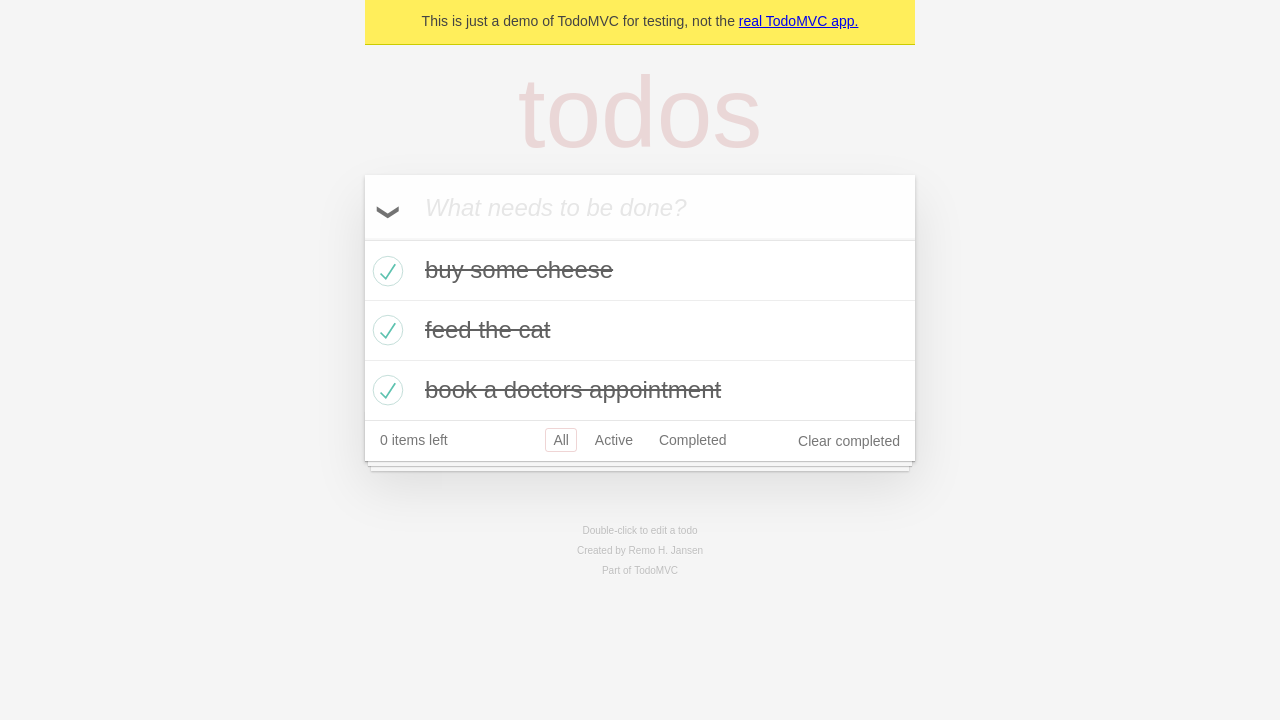 This is just a demo of TodoMVC for testing, not the real TodoMVC app.
todos
What needs to be done?
buy some cheese
feed the cat
book a doctors appointment
0 items left All Active Completed Clear completed
Double-click to edit a todo
Created by Remo H. Jansen
Part of TodoMVC